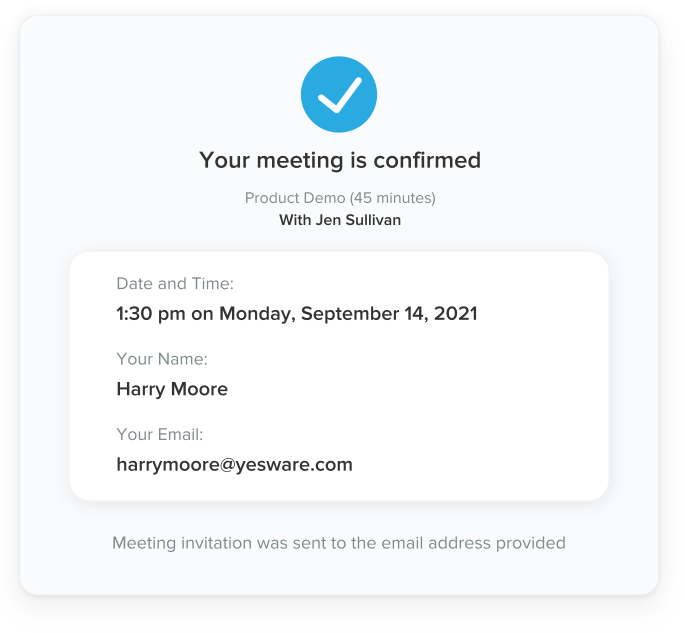 Your meeting is confirmed
Product Demo (45 minutes)
With Jen Sullivan
Date and Time:
1:30 pm on Monday, September 14, 2021
Your Name:
Harry Moore
Your Email:
harrymoore@yesware.com
Meeting invitation was sent to the email address provided